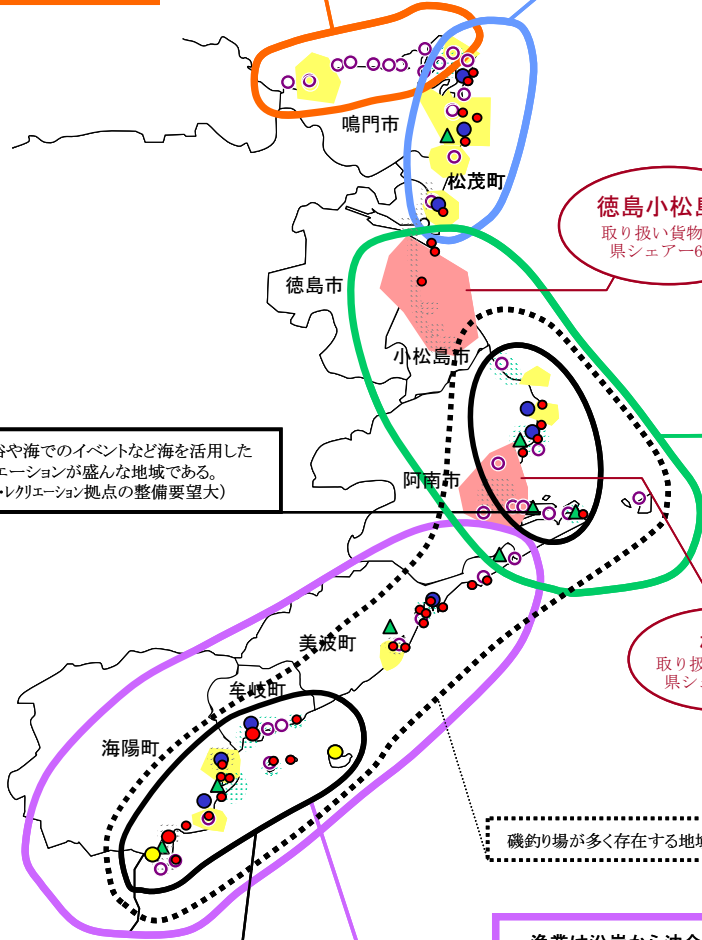 鳴門市
松茂町
徳島小松島
取り扱い貨物
県シェアー6
徳島市
小松島市
浴や海でのイベントなど海を活用した
エーションが盛んな地域である。
・レクリエーション拠点の整備要望大）
阿南市
美波町
取り扱
県シェ
牟岐町
海陽町
磯釣り場が多く存在する地域
漁業は沿岸から沖合